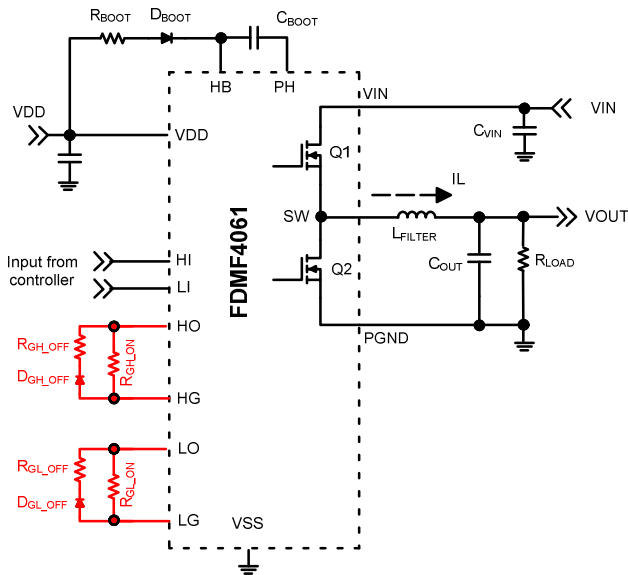 RBOOT
DBOOT
CBOOT
HB
PH
VDD
VDD
VIN
VIN
CVIN
Q1
IL
SW
LFILTER
VOUT
FDMF4061
Q2
COUT
RLOAD
Input from
controller
HI
LI
PGND
HO
RGH_OFF
RGH_ON
DGH_OFF
HG
LO
RGL_OFF
RGL_ON
DGL_OFF
LG
VSS